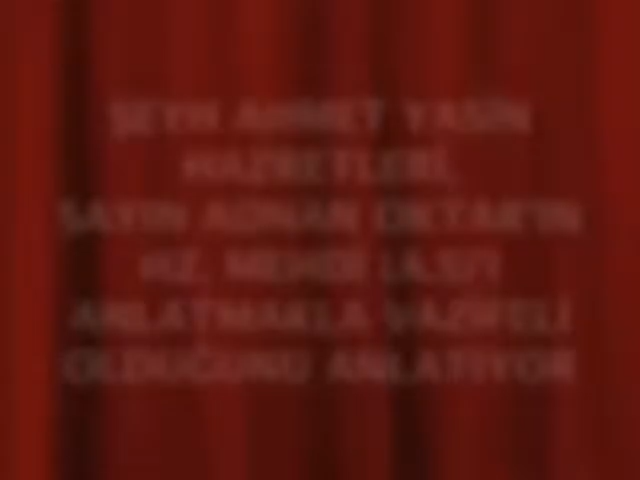 ŞEYH AHMET YASİN
HAZRETLERİ,
SAYIN ADNAN OKTAR'IN
HZ. MEHDİ (A.S)'I
ANLATMAKLA VAZİFELİ
OLDUĞUNU ANLATIYOR